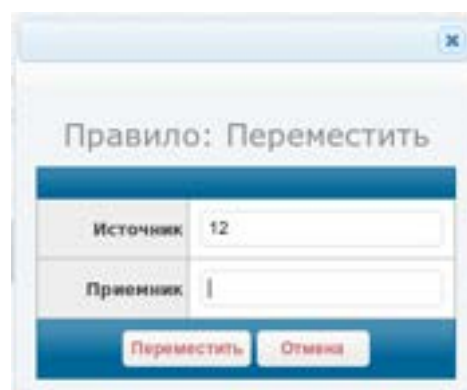 Правило: Переместить
Источник 12
Приемник
Переместить Отмена